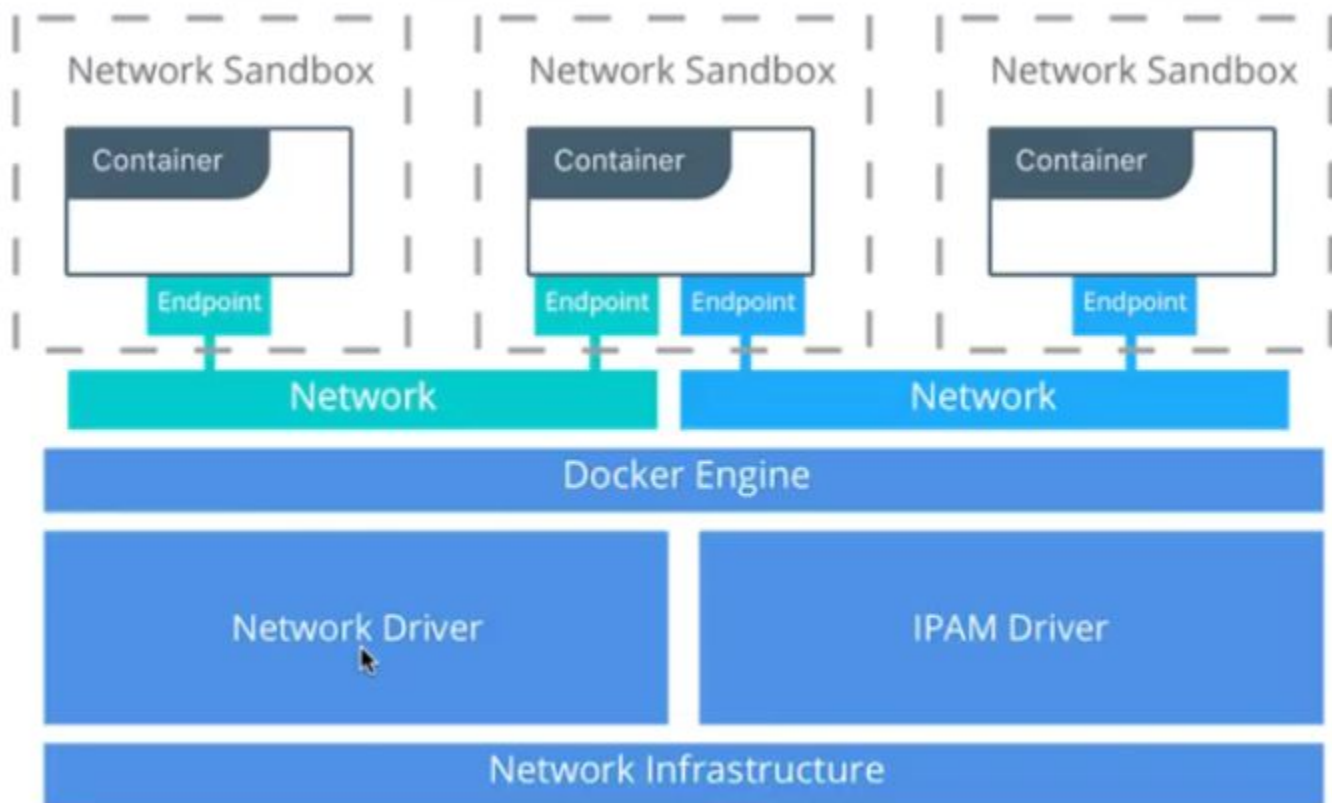 Network Sandbox
Network Sandbox
Network Sandbox
Container
Container
Container
Endpoint
Endpoint
Endpoint
Endpoint
Network
Network
Docker Engine
Network Driver
IPAM Driver
Network Infrastructure